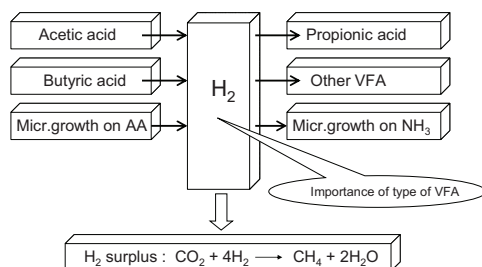 Acetic acid
Propionic acid
Butyric acid
H₂
Other VFA
Micr.growth on AA
Micr.growth on NH₃
Importance of type of VFA
H₂ surplus : CO₂ + 4H₂ ⟶ CH₄ + 2H₂O